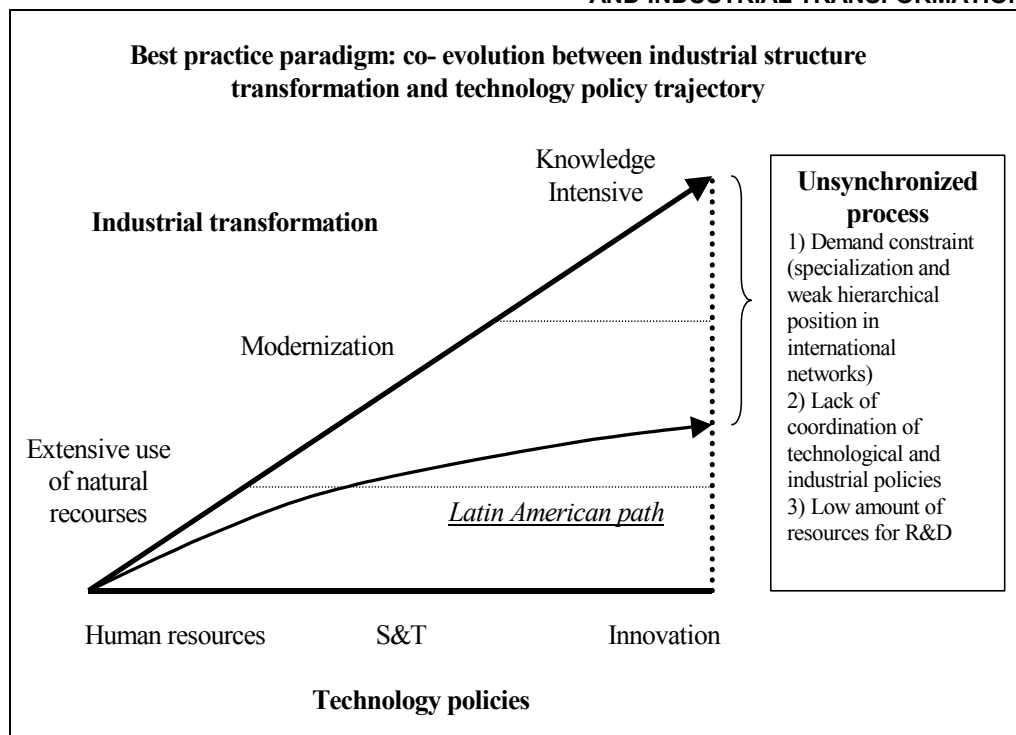 AND INDUSTRIAL TRANSFORMATION
Best practice paradigm: co- evolution between industrial structure
transformation and technology policy trajectory
Knowledge
Intensive
Industrial transformation
Modernization
Extensive use
of natural
recourses
Latin American path
Human resources
S&T
Innovation
Technology policies
Unsynchronized
process
1) Demand constraint
(specialization and
weak hierarchical
position in
international
networks)
2) Lack of
coordination of
technological and
industrial policies
3) Low amount of
resources for R&D